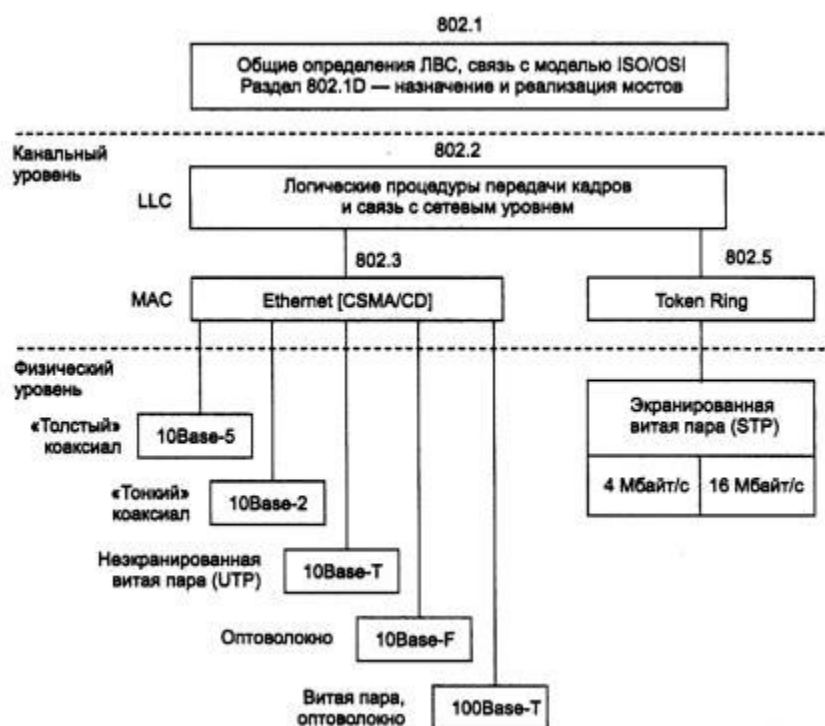 802.1
Общие определения ЛВС, связь с моделью ISO/OSI
Раздел 802.1D — назначение и реализация мостов
Канальный
уровень
802.2
LLC
Логические процедуры передачи кадров
и связь с сетевым уровнем
802.3
802.5
MAC
Ethernet [CSMA/CD]
Token Ring
Физический
уровень
«Толстый»
коаксиал
10Base-5
Экранированная
витая пара (STP)
4 Мбайт/с
16 Мбайт/с
«Тонкий»
коаксиал
10Base-2
Неэкранированная
витая пара (UTP)
10Base-T
Оптоволокно
10Base-F
Витая пара,
оптоволокно
100Base-T